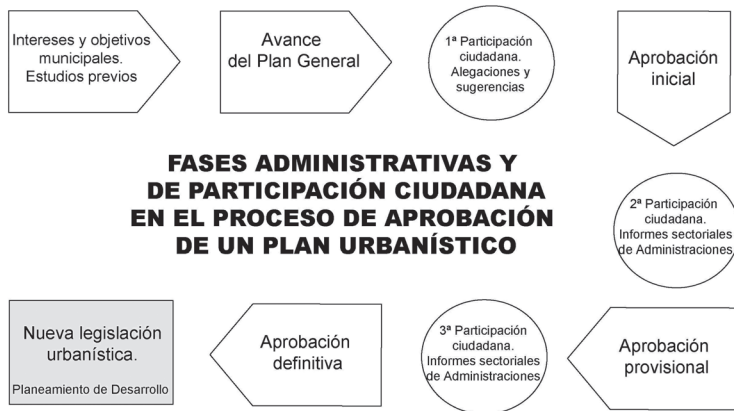 Intereses y objetivos
municipales.
Estudios previos
Avance
del Plan General
1ª Participación
ciudadana.
Alegaciones y
sugerencias
Aprobación
inicial
FASES ADMINISTRATIVAS Y
DE PARTICIPACIÓN CIUDADANA
EN EL PROCESO DE APROBACIÓN
DE UN PLAN URBANÍSTICO
2ª Participación
ciudadana.
Informes sectoriales
de Administraciones
Aprobación
provisional
3ª Participación
ciudadana.
Informes sectoriales
de Administraciones
Aprobación
definitiva
Nueva legislación
urbanística.
Planeamiento de Desarrollo